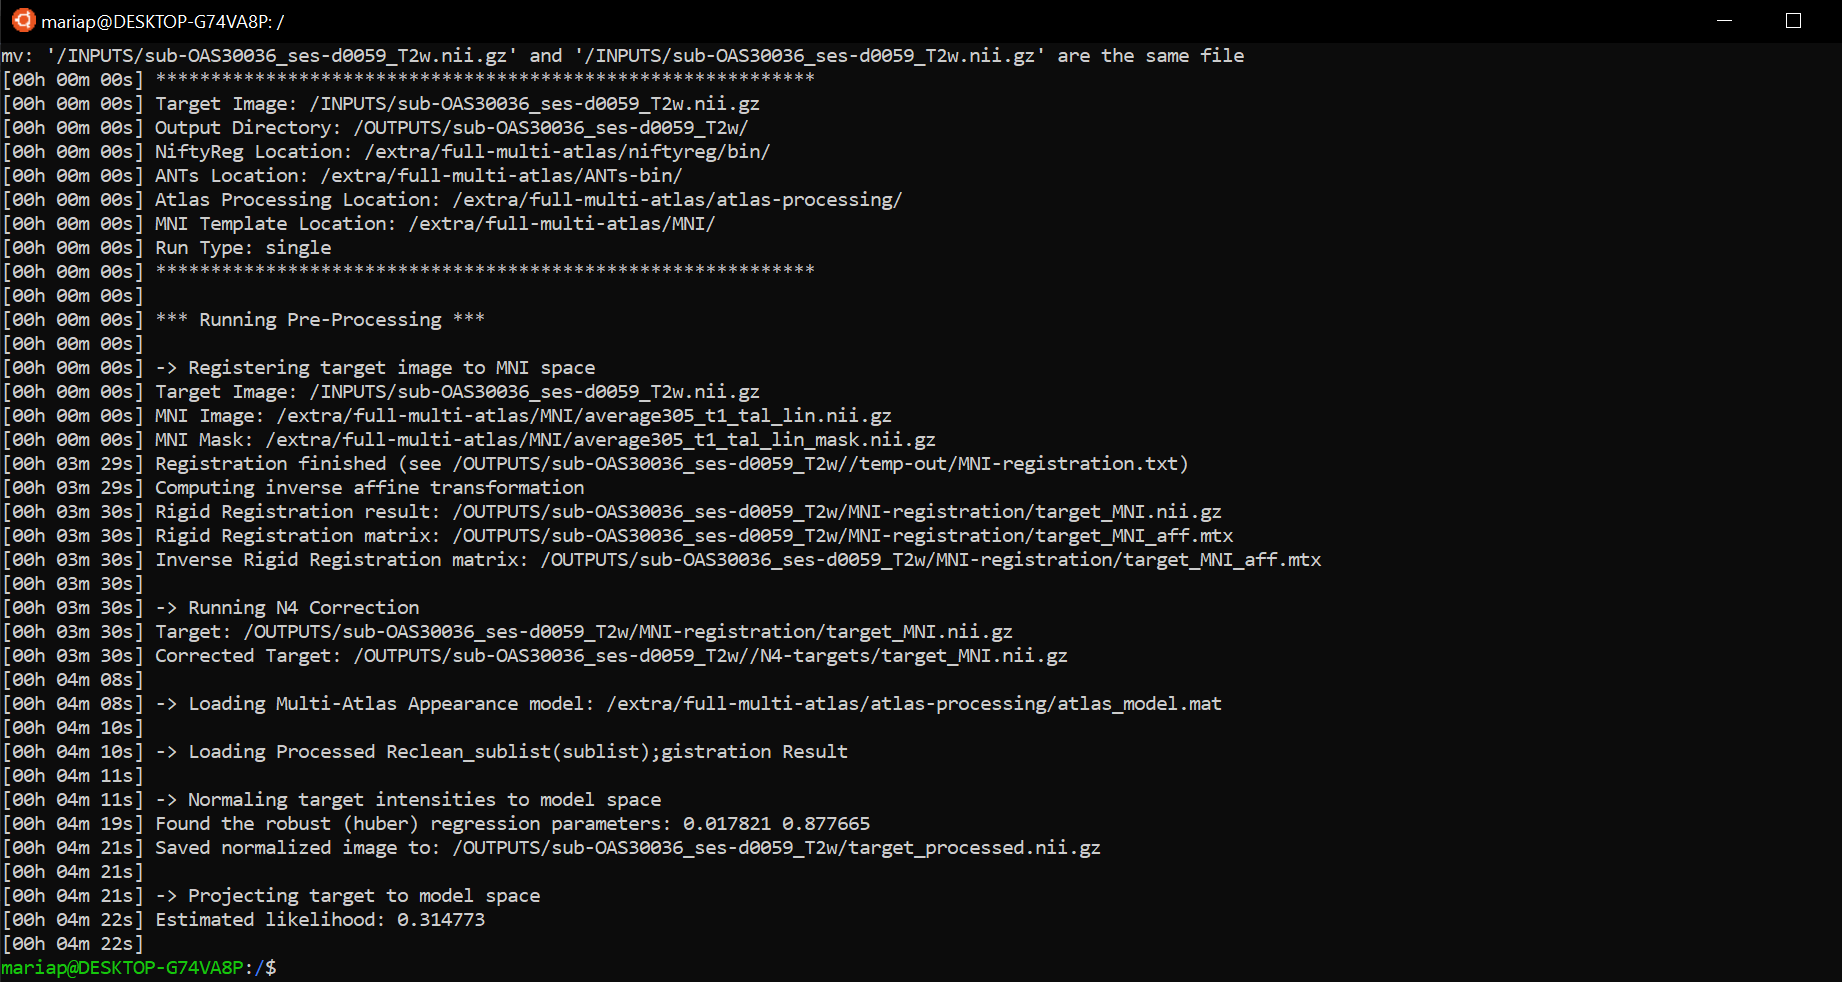 mariap@DESKTOP-G74VA8P: /
mv: '/INPUTS/sub-OAS30036_ses-d0059_T2w.nii.gz' and '/INPUTS/sub-OAS30036_ses-d0059_T2w.nii.gz' are the same file
[00h 00m 00s] ************************************************************
[00h 00m 00s] Target Image: /INPUTS/sub-OAS30036_ses-d0059_T2w.nii.gz
[00h 00m 00s] Output Directory: /OUTPUTS/sub-OAS30036_ses-d0059_T2w/
[00h 00m 00s] NiftyReg Location: /extra/full-multi-atlas/niftyreg/bin/
[00h 00m 00s] ANTs Location: /extra/full-multi-atlas/ANTs-bin/
[00h 00m 00s] Atlas Processing Location: /extra/full-multi-atlas/atlas-processing/
[00h 00m 00s] MNI Template Location: /extra/full-multi-atlas/MNI/
[00h 00m 00s] Run Type: single
[00h 00m 00s] ************************************************************
[00h 00m 00s]
[00h 00m 00s] *** Running Pre-Processing ***
[00h 00m 00s]
[00h 00m 00s] -> Registering target image to MNI space
[00h 00m 00s] Target Image: /INPUTS/sub-OAS30036_ses-d0059_T2w.nii.gz
[00h 00m 00s] MNI Image: /extra/full-multi-atlas/MNI/average305_t1_tal_lin.nii.gz
[00h 00m 00s] MNI Mask: /extra/full-multi-atlas/MNI/average305_t1_tal_lin_mask.nii.gz
[00h 03m 29s] Registration finished (see /OUTPUTS/sub-OAS30036_ses-d0059_T2w//temp-out/MNI-registration.txt)
[00h 03m 29s] Computing inverse affine transformation
[00h 03m 30s] Rigid Registration result: /OUTPUTS/sub-OAS30036_ses-d0059_T2w/MNI-registration/target_MNI.nii.gz
[00h 03m 30s] Rigid Registration matrix: /OUTPUTS/sub-OAS30036_ses-d0059_T2w/MNI-registration/target_MNI_aff.mtx
[00h 03m 30s] Inverse Rigid Registration matrix: /OUTPUTS/sub-OAS30036_ses-d0059_T2w/MNI-registration/target_MNI_aff.mtx
[00h 03m 30s]
[00h 03m 30s] -> Running N4 Correction
[00h 03m 30s] Target: /OUTPUTS/sub-OAS30036_ses-d0059_T2w/MNI-registration/target_MNI.nii.gz
[00h 03m 30s] Corrected Target: /OUTPUTS/sub-OAS30036_ses-d0059_T2w//N4-targets/target_MNI.nii.gz
[00h 04m 08s]
[00h 04m 08s] -> Loading Multi-Atlas Appearance model: /extra/full-multi-atlas/atlas-processing/atlas_model.mat
[00h 04m 10s]
[00h 04m 10s] -> Loading Processed Reclean_sublist(sublist);gistration Result
[00h 04m 11s]
[00h 04m 11s] -> Normaling target intensities to model space
[00h 04m 19s] Found the robust (huber) regression parameters: 0.017821 0.877665
[00h 04m 21s] Saved normalized image to: /OUTPUTS/sub-OAS30036_ses-d0059_T2w/target_processed.nii.gz
[00h 04m 21s]
[00h 04m 21s] -> Projecting target to model space
[00h 04m 22s] Estimated likelihood: 0.314773
[00h 04m 22s]
mariap@DESKTOP-G74VA8P:/$